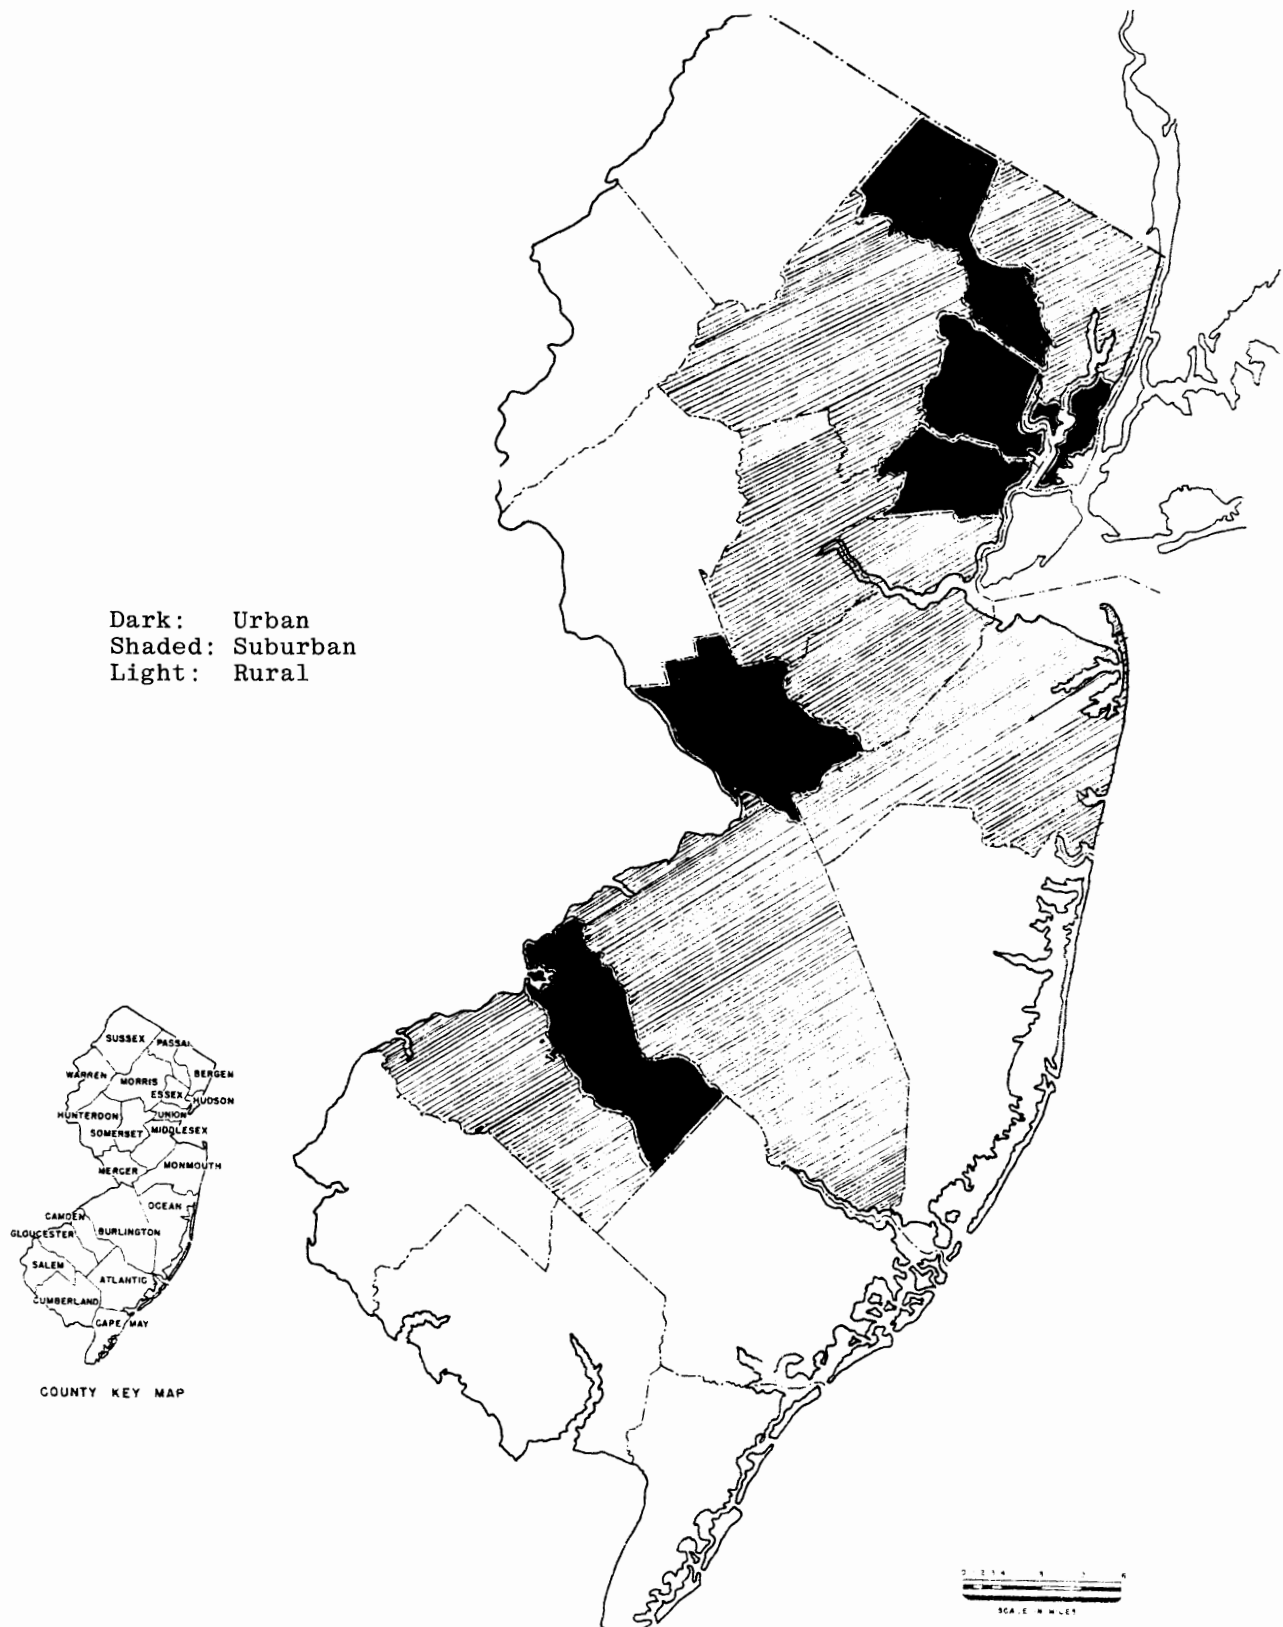 Dark: Urban
Shaded: Suburban
Light: Rural
SUSSEX
PASSAI
WARREN
MORRIS
BERGEN
ESSEX
HUDSON
HUNTERDON
UNION
SOMERSET
MIDDLESEX
MERCER
MONMOUTH
OCEAN
CAMDEN
GLOUCESTER
BURLINGTON
SALEM
ATLANTIC
CUMBERLAND
CAPE MAY
COUNTY KEY MAP